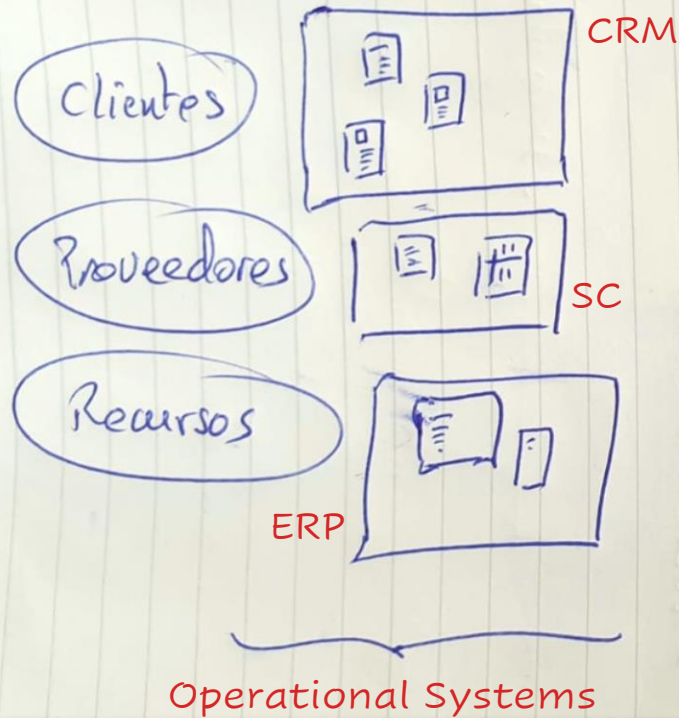 CRM
Clientes
Proveedores
SC
Recursos
ERP
Operational Systems